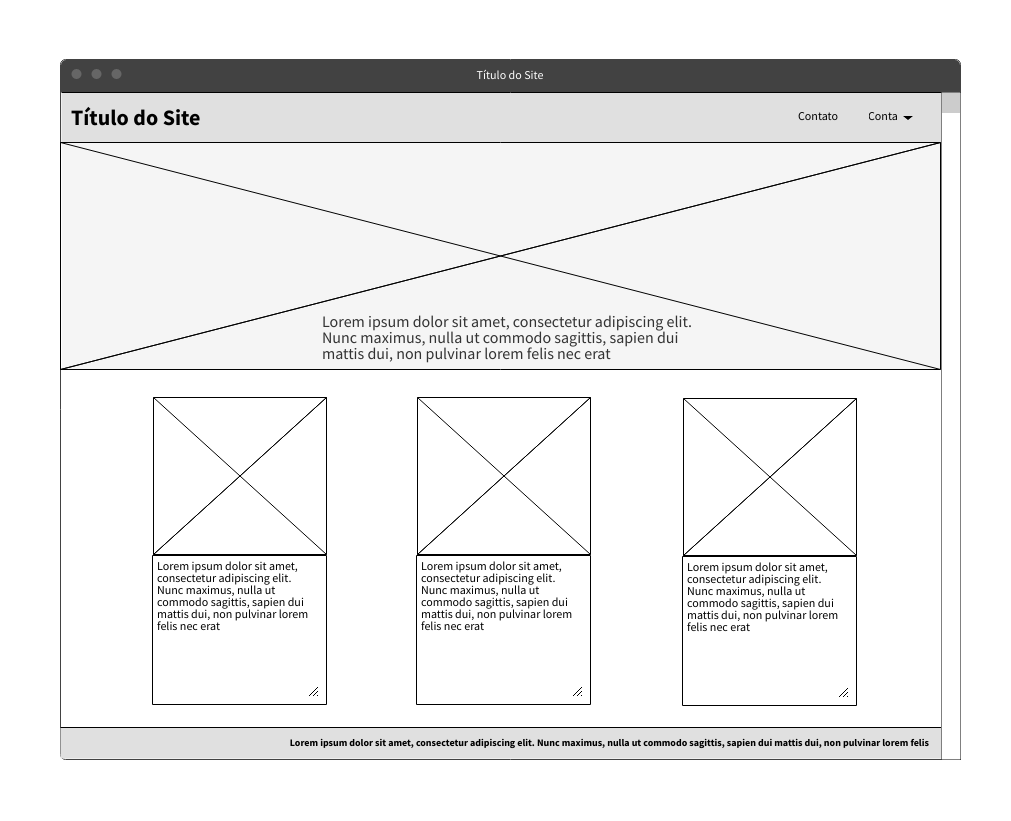 Título do Site
Título do Site
Contato
Conta
Lorem ipsum dolor sit amet, consectetur adipiscing elit.
Nunc maximus, nulla ut commodo sagittis, sapien dui
mattis dui, non pulvinar lorem felis nec erat
Lorem ipsum dolor sit amet,
consectetur adipiscing elit.
Nunc maximus, nulla ut
commodo sagittis, sapien dui
mattis dui, non pulvinar lorem
felis nec erat
Lorem ipsum dolor sit amet,
consectetur adipiscing elit.
Nunc maximus, nulla ut
commodo sagittis, sapien dui
mattis dui, non pulvinar lorem
felis nec erat
Lorem ipsum dolor sit amet,
consectetur adipiscing elit.
Nunc maximus, nulla ut
commodo sagittis, sapien dui
mattis dui, non pulvinar lorem
felis nec erat
Lorem ipsum dolor sit amet, consectetur adipiscing elit. Nunc maximus, nulla ut commodo sagittis, sapien dui mattis dui, non pulvinar lorem felis